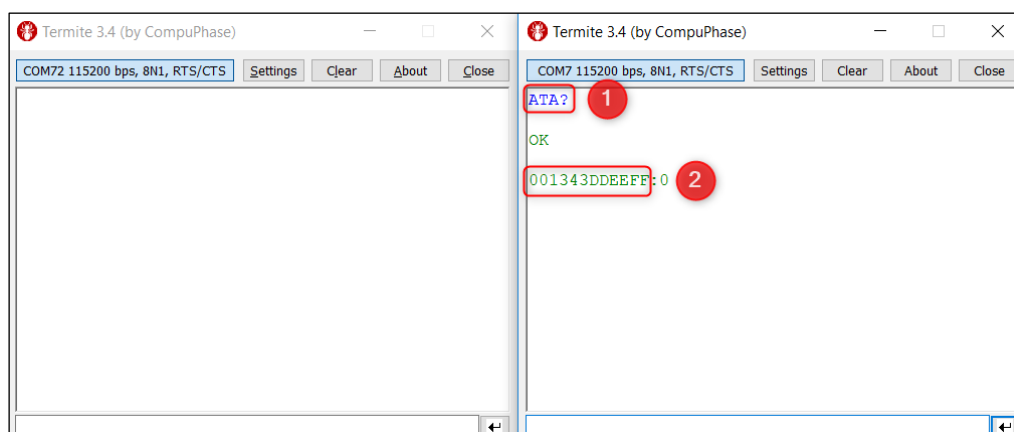 Termite 3.4 (by CompuPhase)
COM72 115200 bps, 8N1, RTS/CTS Settings Clear About Close
Termite 3.4 (by CompuPhase)
COM7 115200 bps, 8N1, RTS/CTS Settings Clear About Close
ATA? 1
OK
001343DDEEFF:0 2